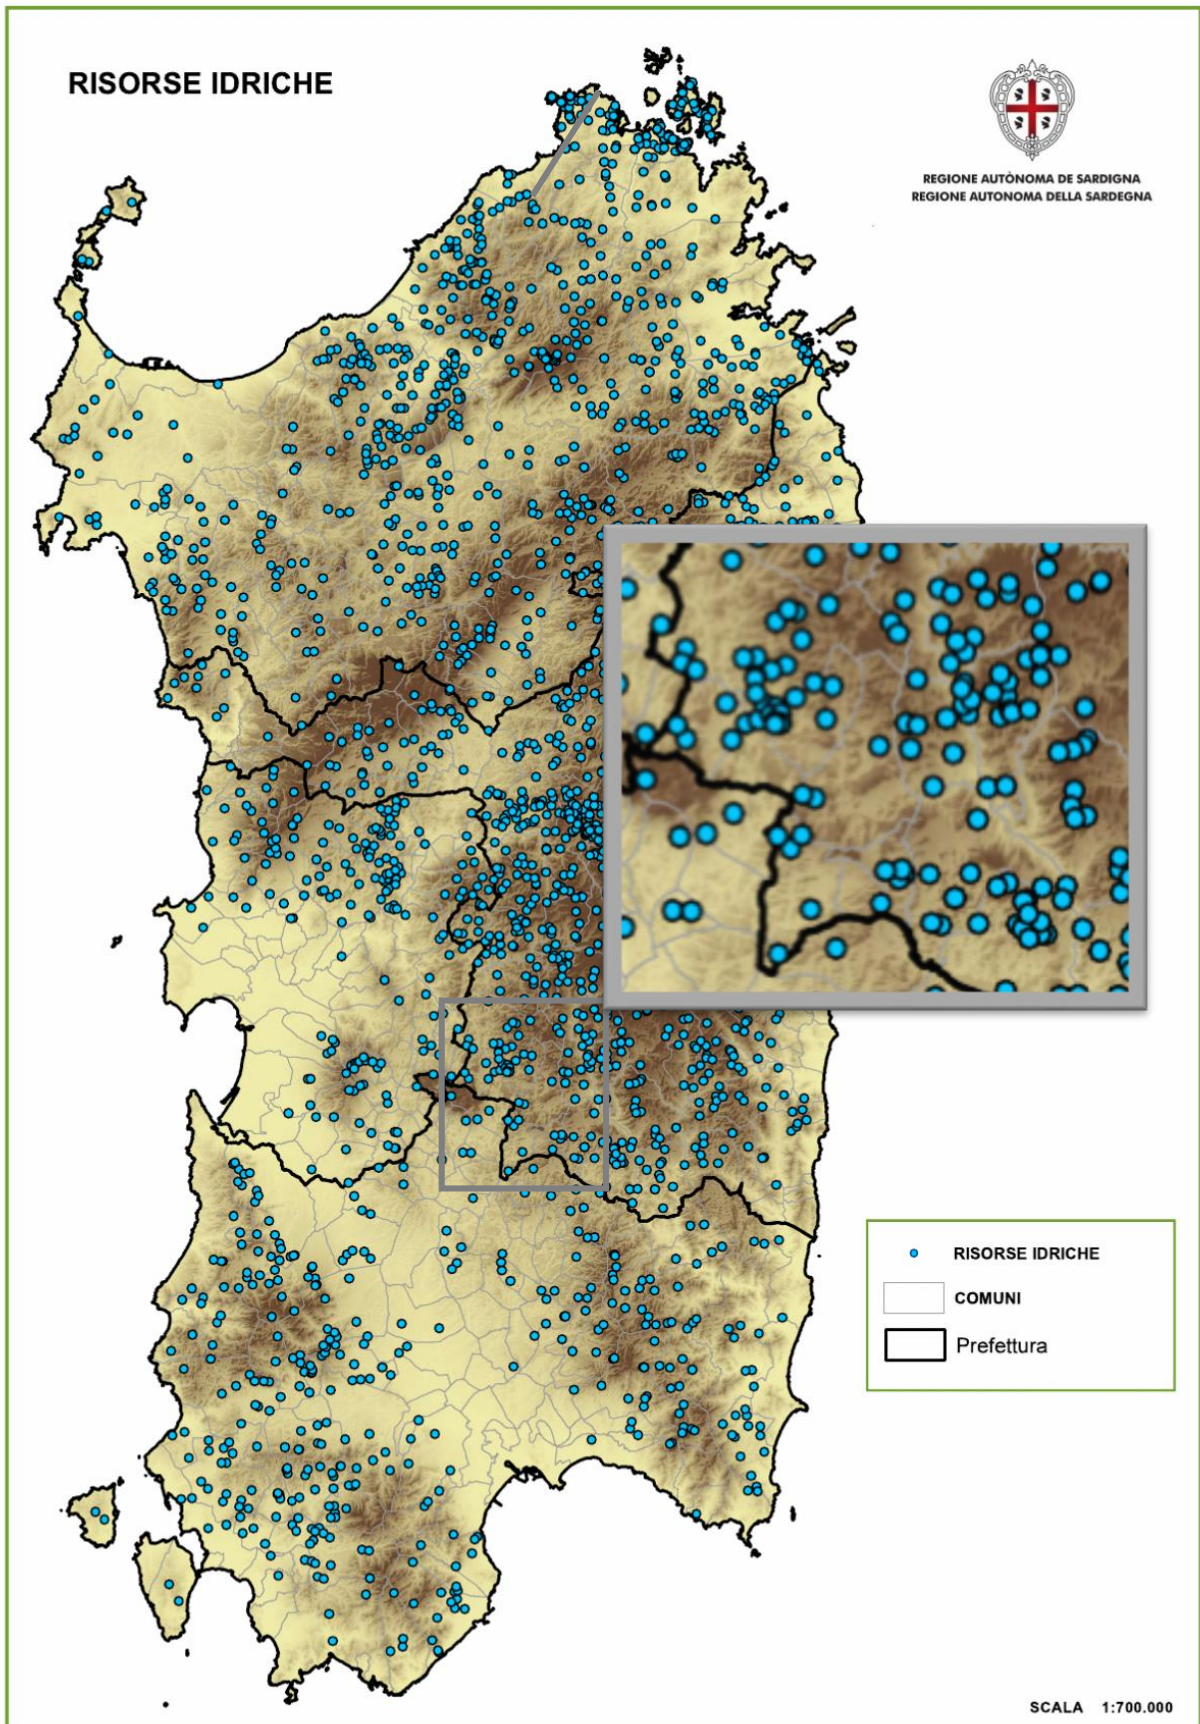 RISORSE IDRICHE
REGIONE AUTÒNOMA DE SARDIGNA
REGIONE AUTONOMA DELLA SARDEGNA
RISORSE IDRICHE
COMUNI
Prefettura
SCALA 1:700.000